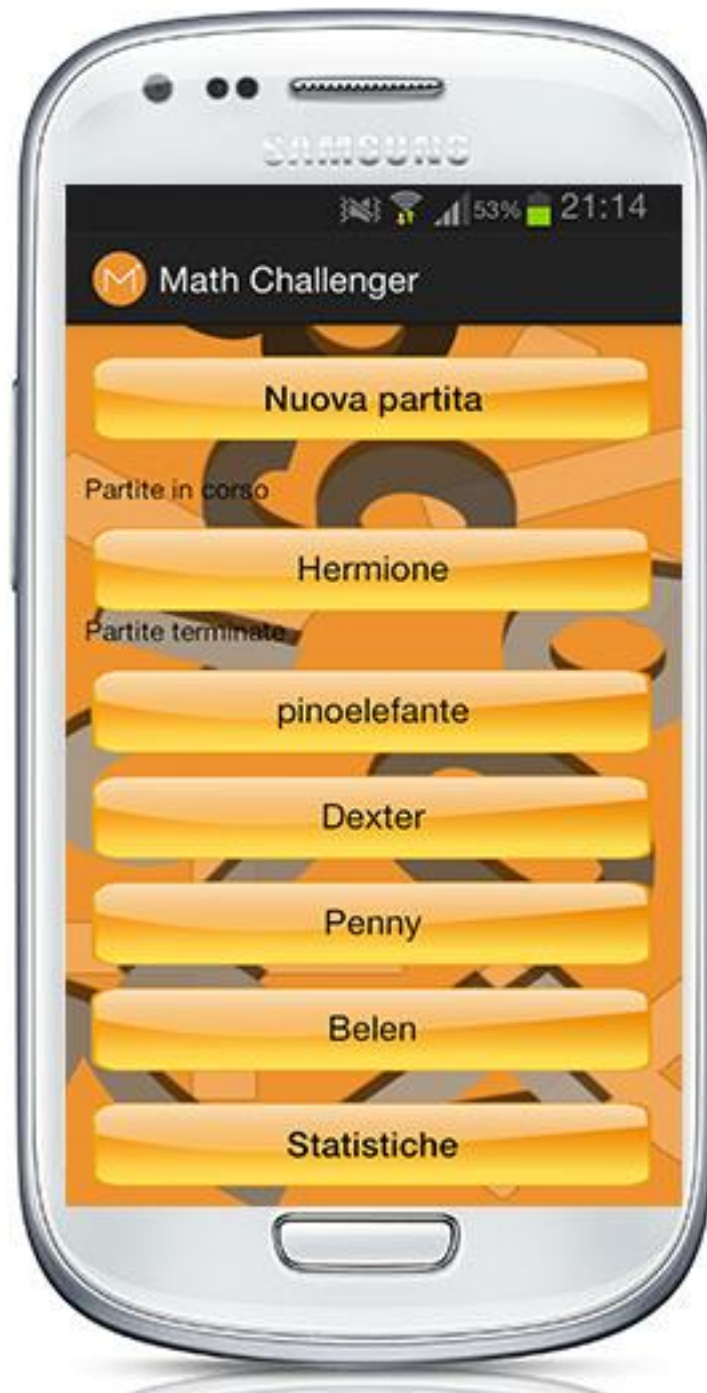 SAMSUNG
53% 21:14
Math Challenger
Nuova partita
Partite in corso
Hermione
Partite terminate
pinoelefante
Dexter
Penny
Belen
Statistiche